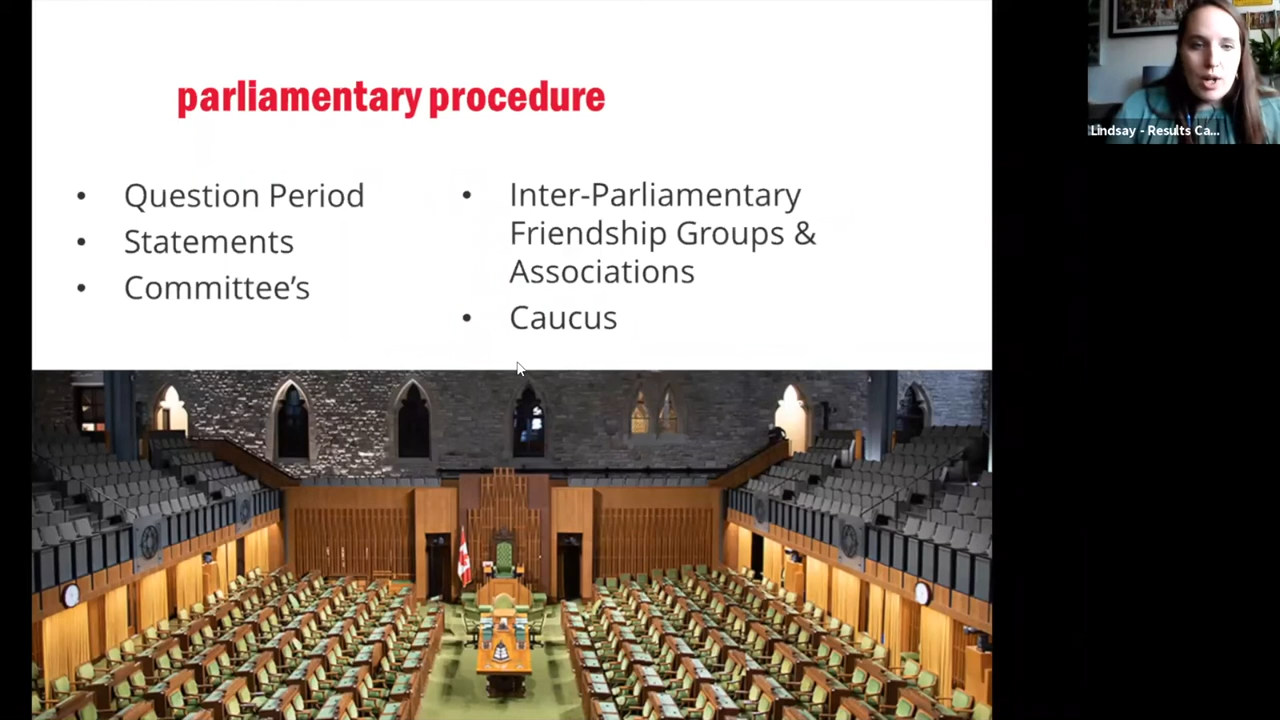 parliamentary procedure
• Question Period
• Statements
• Committee's
• Inter-Parliamentary
Friendship Groups &
Associations
• Caucus
Lindsay - Results Ca...